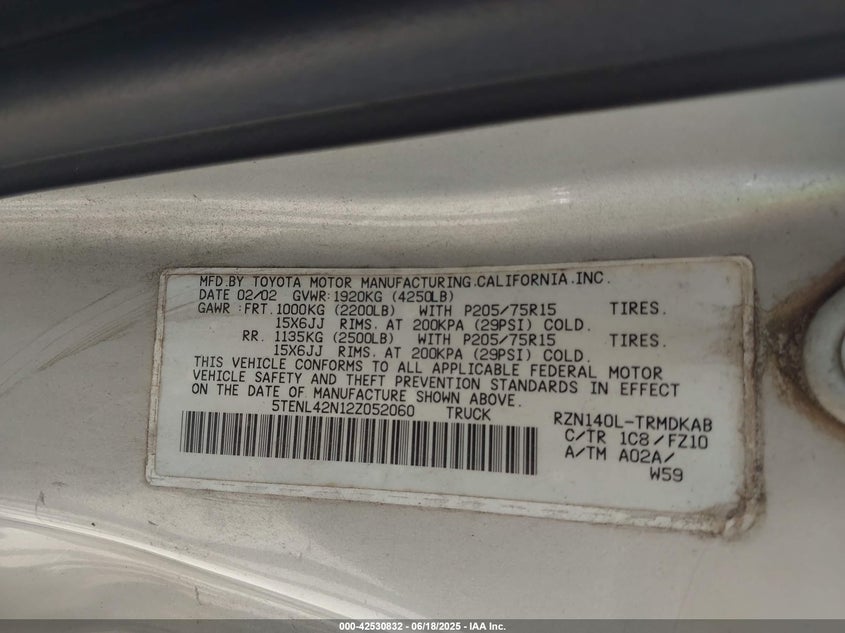 MFD.BY TOYOTA MOTOR MANUFACTURING.CALIFORNIA.INC.
DATE 02/02 GVWR:1920KG (4250LB)
GAWR:FRT.1000KG (2200LB) WITH P205/75R15 TIRES.
15X6JJ RIMS. AT 200KPA (29PSI) COLD.
RR. 1135KG (2500LB) WITH P205/75R15 TIRES.
15X6JJ RIMS. AT 200KPA (29PSI) COLD.
THIS VEHICLE CONFORMS TO ALL APPLICABLE FEDERAL MOTOR
VEHICLE SAFETY AND THEFT PREVENTION STANDARDS IN EFFECT
ON THE DATE OF MANUFACTURE SHOWN ABOVE.
5TENL42N12Z052060 TRUCK RZN140L-TRMDKAB
C/TR 1C8/FZ10
A/TM A02A/
W59
000-42530832 - 06/18/2025 - IAA Inc.